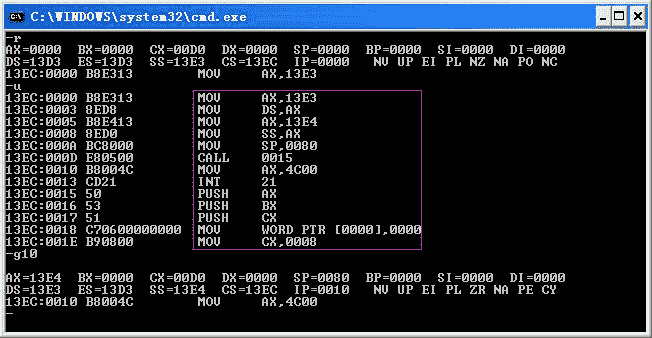 C:\WINDOWS\system32\cmd.exe
-r
AX=0000  BX=0000  CX=00D0  DX=0000  SP=0000  BP=0000  SI=0000  DI=0000
DS=13D3  ES=13D3  SS=13E3  CS=13EC  IP=0000   NV UP EI PL NZ NA PO NC
13EC:0000 B8E313        MOV     AX,13E3
-u
13EC:0000 B8E313        MOV     AX,13E3
13EC:0003 8ED8          MOV     DS,AX
13EC:0005 B8E413        MOV     AX,13E4
13EC:0008 8ED0          MOV     SS,AX
13EC:000A BC8000        MOV     SP,0080
13EC:000D E80500        CALL    0015
13EC:0010 B8004C        MOV     AX,4C00
13EC:0013 CD21          INT     21
13EC:0015 50            PUSH    AX
13EC:0016 53            PUSH    BX
13EC:0017 51            PUSH    CX
13EC:0018 C70600000000  MOV     WORD PTR [0000],0000
13EC:001E B90800        MOV     CX,0008
-g10
AX=13E4  BX=0000  CX=00D0  DX=0000  SP=0080  BP=0000  SI=0000  DI=0000
DS=13E3  ES=13D3  SS=13E4  CS=13EC  IP=0010   NV UP EI PL ZR NA PE CY
13EC:0010 B8004C        MOV     AX,4C00
-